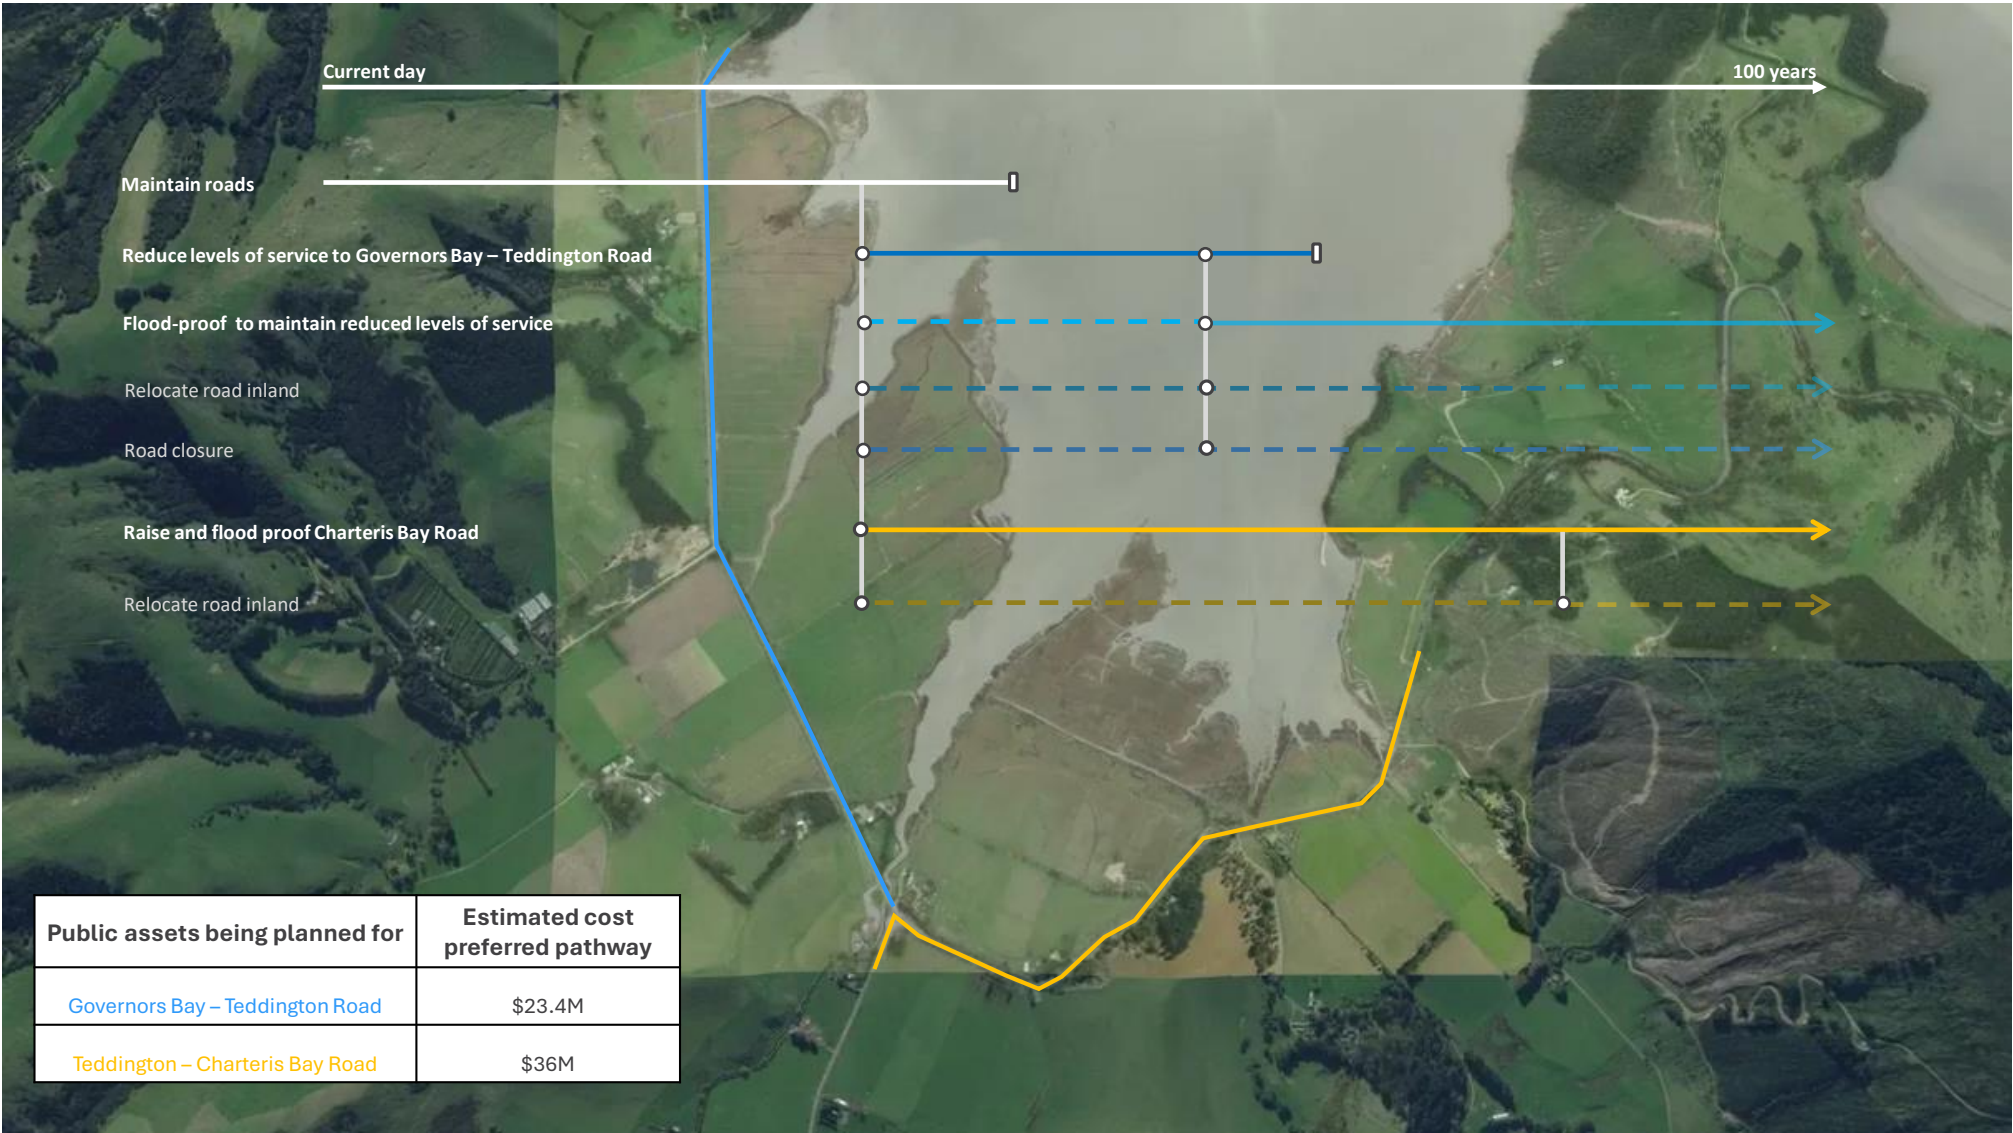 Current day
100 years
Maintain roads
Reduce levels of service to Governors Bay – Teddington Road
Flood-proof to maintain reduced levels of service
Relocate road inland
Road closure
Raise and flood proof Charteris Bay Road
Relocate road inland
Public assets being planned for
Estimated cost
preferred pathway
Governors Bay – Teddington Road
$23.4M
Teddington – Charteris Bay Road
$36M